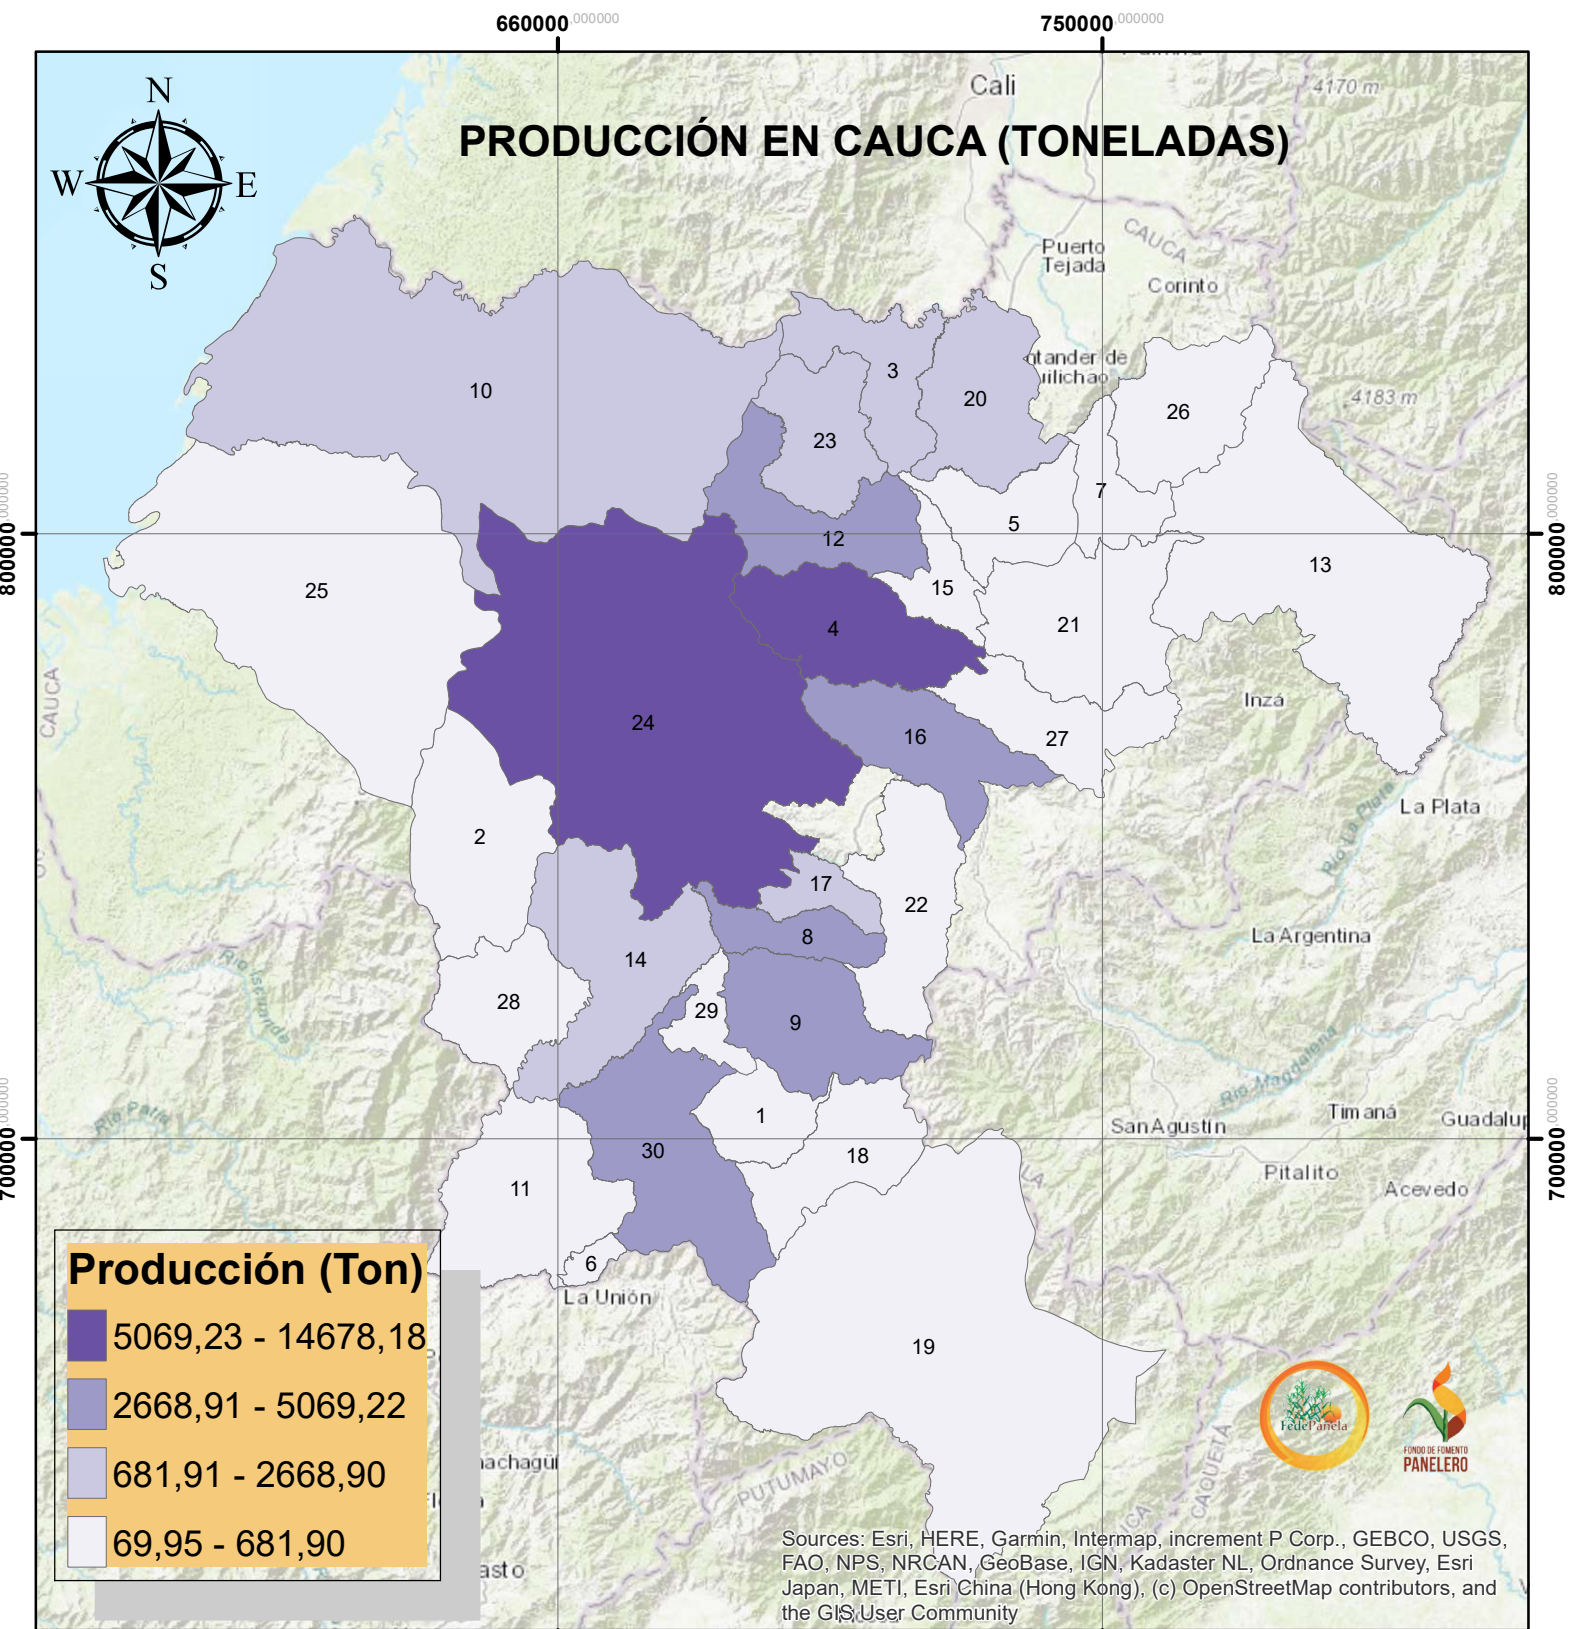 660000,000000
750000,000000
N
W
E
S
PRODUCCIÓN EN CAUCA (TONELADAS)
Cali
4170 m
CAUCA
Puerto
Tejada
Corinto
ntander de
uilichao
4183 m
10
3
20
23
26
7
5
12
13
15
25
4
21
24
16
27
2
17
22
8
14
28
29
9
1
30
18
11
6
19
800000,000000
800000,000000
700000,000000
700000,000000
CAUCA
Inzá
La Plata
Río La Plata
La Argentina
Río Iscuandé
Río Magdalena
Río Patía
San Agustín
Timaná
Guadalup
Pitalito
Acevedo
La Unión
achagüí
asto
PUTUMAYO
CAQUETÁ
Producción (Ton)
5069,23 - 14678,18
2668,91 - 5069,22
681,91 - 2668,90
69,95 - 681,90
FedePanela
FONDO DE FOMENTO
PANELERO
Sources: Esri, HERE, Garmin, Intermap, increment P Corp., GEBCO, USGS,
FAO, NPS, NRCAN, GeoBase, IGN, Kadaster NL, Ordnance Survey, Esri
Japan, METI, Esri China (Hong Kong), (c) OpenStreetMap contributors, and
the GIS User Community